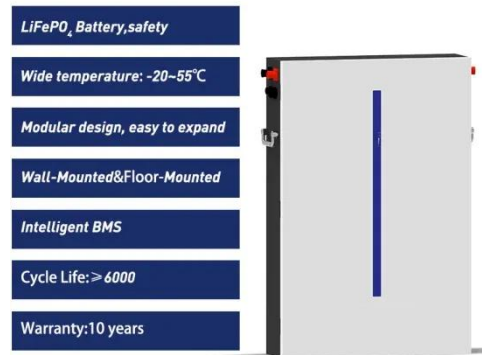 LiFePO₄ Battery,safety
Wide temperature: -20~55℃
Modular design, easy to expand
Wall-Mounted&Floor-Mounted
Intelligent BMS
Cycle Life:≥6000
Warranty:10 years